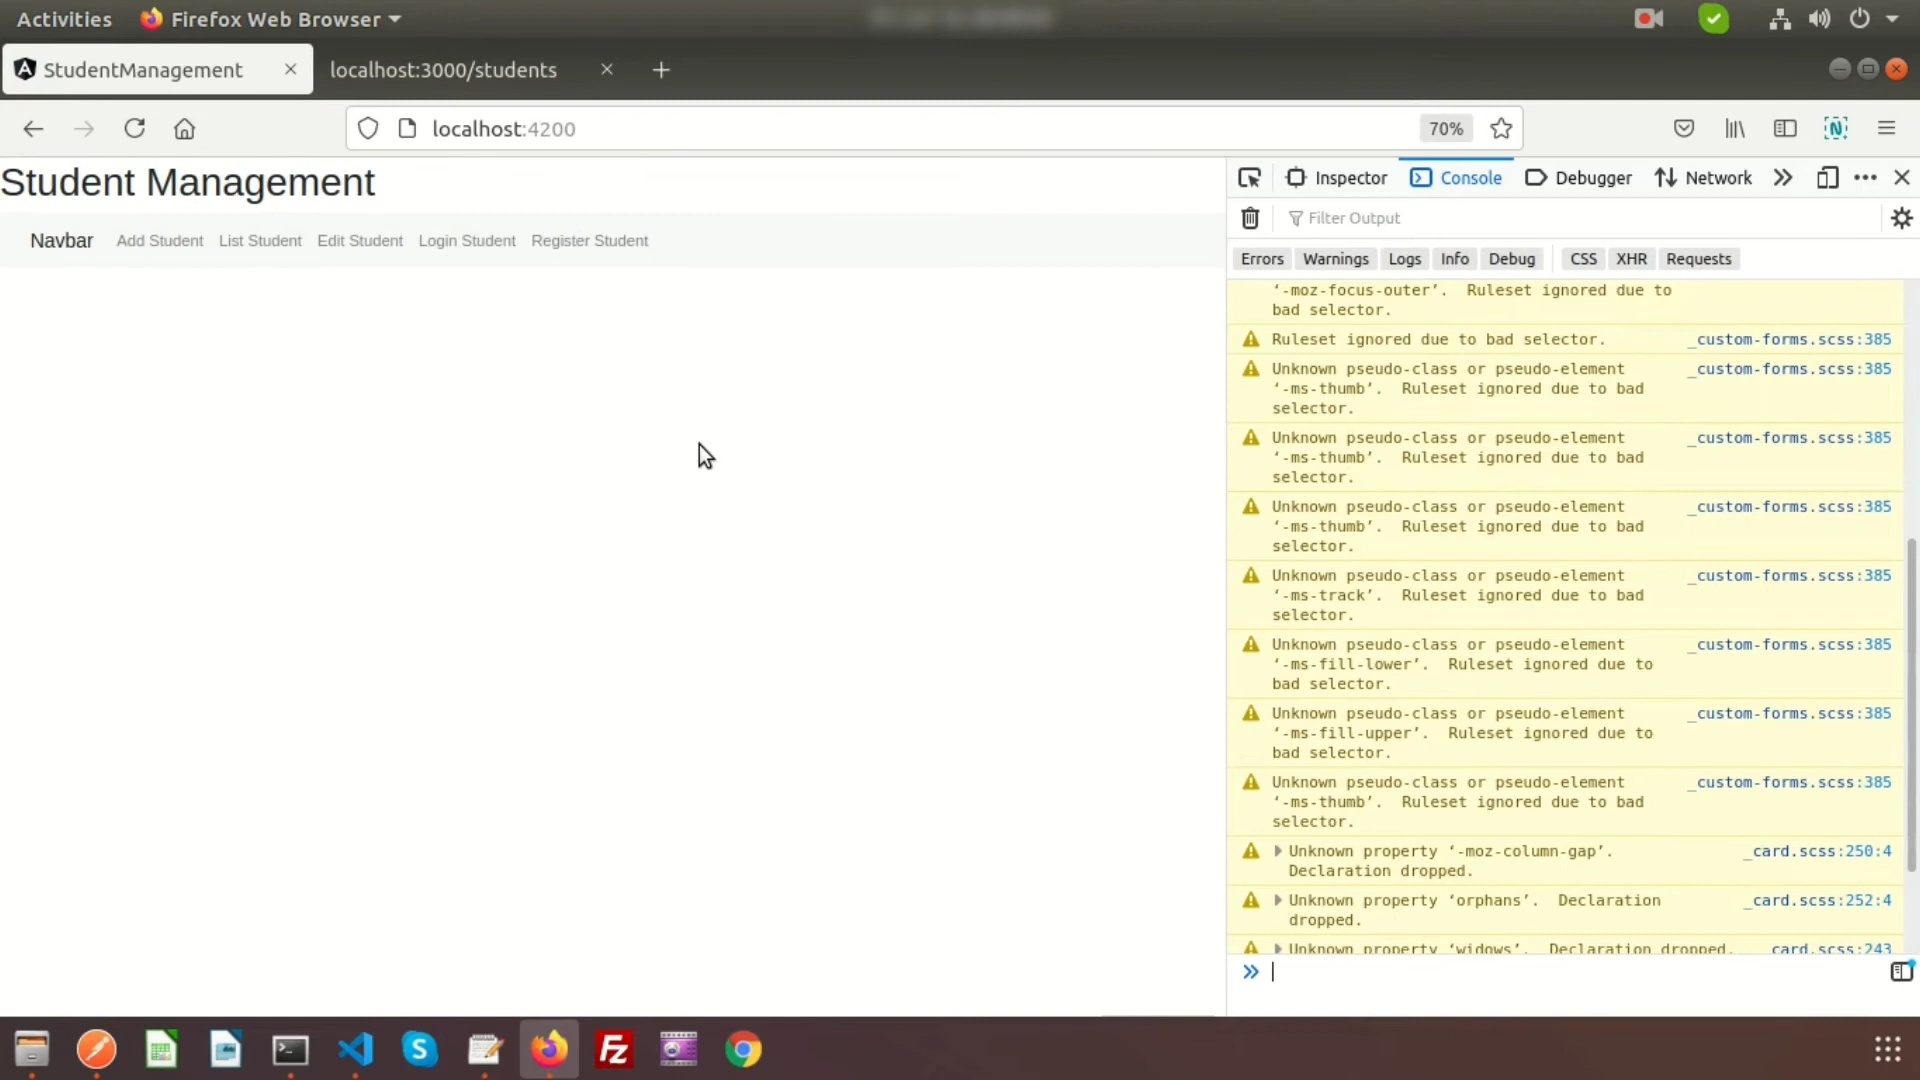 Activities
Firefox Web Browser
StudentManagement
localhost:3000/students
localhost:4200
70%
Student Management
Navbar
Add Student
List Student
Edit Student
Login Student
Register Student
Inspector
Console
Debugger
Network
Filter Output
Errors
Warnings
Logs
Info
Debug
CSS
XHR
Requests
‘-moz-focus-outer’.  Ruleset ignored due to
bad selector.
Ruleset ignored due to bad selector. _custom-forms.scss:385
Unknown pseudo-class or pseudo-element _custom-forms.scss:385
‘-ms-thumb’.  Ruleset ignored due to bad
selector.
Unknown pseudo-class or pseudo-element _custom-forms.scss:385
‘-ms-thumb’.  Ruleset ignored due to bad
selector.
Unknown pseudo-class or pseudo-element _custom-forms.scss:385
‘-ms-thumb’.  Ruleset ignored due to bad
selector.
Unknown pseudo-class or pseudo-element _custom-forms.scss:385
‘-ms-track’.  Ruleset ignored due to bad
selector.
Unknown pseudo-class or pseudo-element _custom-forms.scss:385
‘-ms-fill-lower’.  Ruleset ignored due to
bad selector.
Unknown pseudo-class or pseudo-element _custom-forms.scss:385
‘-ms-fill-upper’.  Ruleset ignored due to
bad selector.
Unknown pseudo-class or pseudo-element _custom-forms.scss:385
‘-ms-thumb’.  Ruleset ignored due to bad
selector.
Unknown property ‘-moz-column-gap’. _card.scss:250:4
Declaration dropped.
Unknown property ‘orphans’.  Declaration _card.scss:252:4
dropped.
Unknown property ‘widows’.  Declaration dropped. card.scss:243